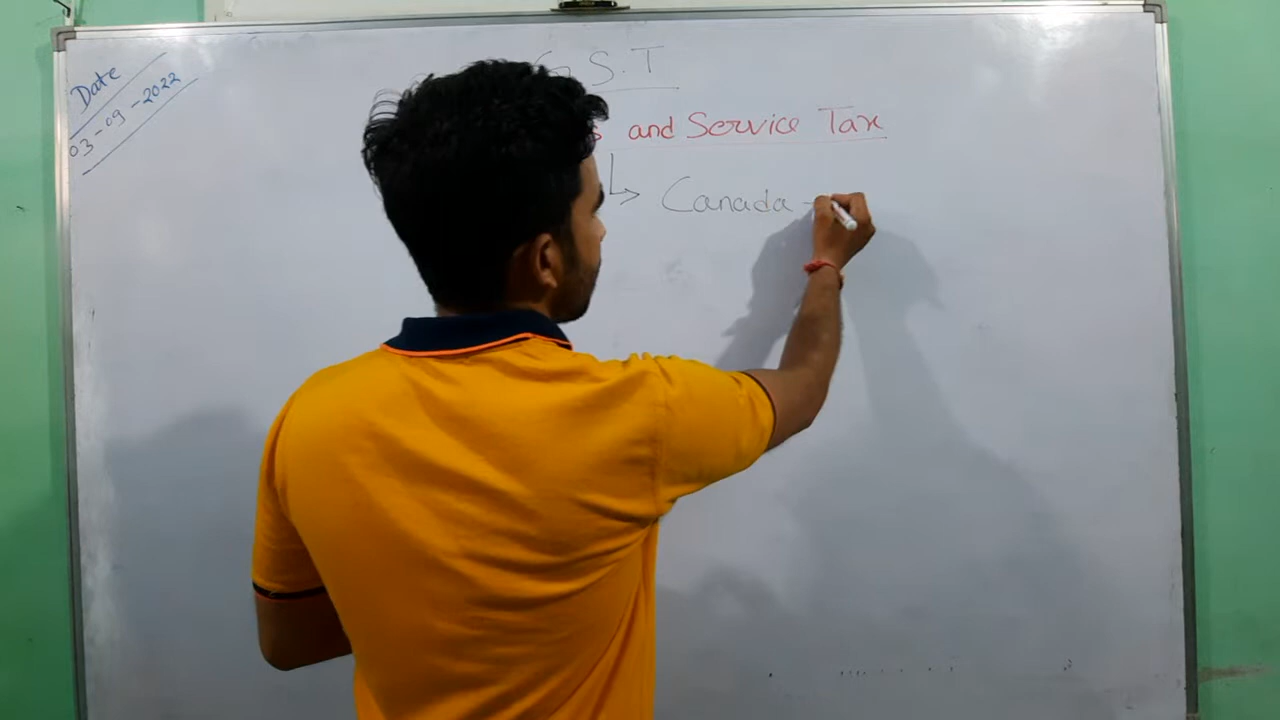 Date
03-09-2022
G.S.T
and Service Tax
Canada -